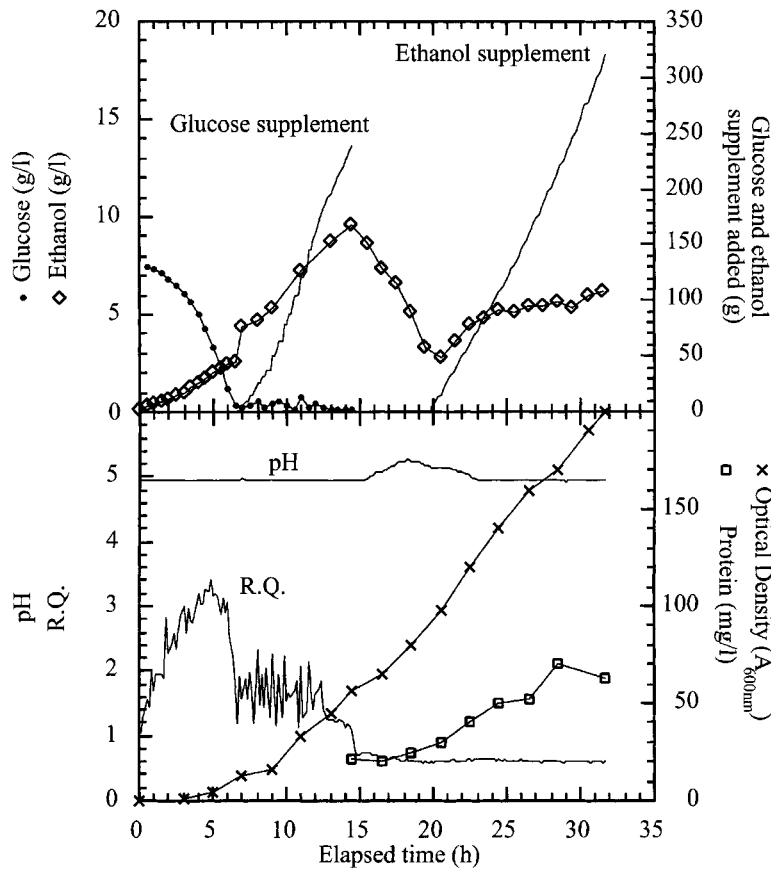 20
15
10
5
0
350
300
250
200
150
100
50
0
Ethanol supplement
Glucose supplement
• Glucose (g/l)
◇ Ethanol (g/l)
Glucose and ethanol
supplement added (g)
pH
R.Q.
5
4
3
2
1
0
150
100
50
0
pH
R.Q.
× Optical Density (A600nm)
□ Protein (mg/l)
0 5 10 15 20 25 30 35
Elapsed time (h)